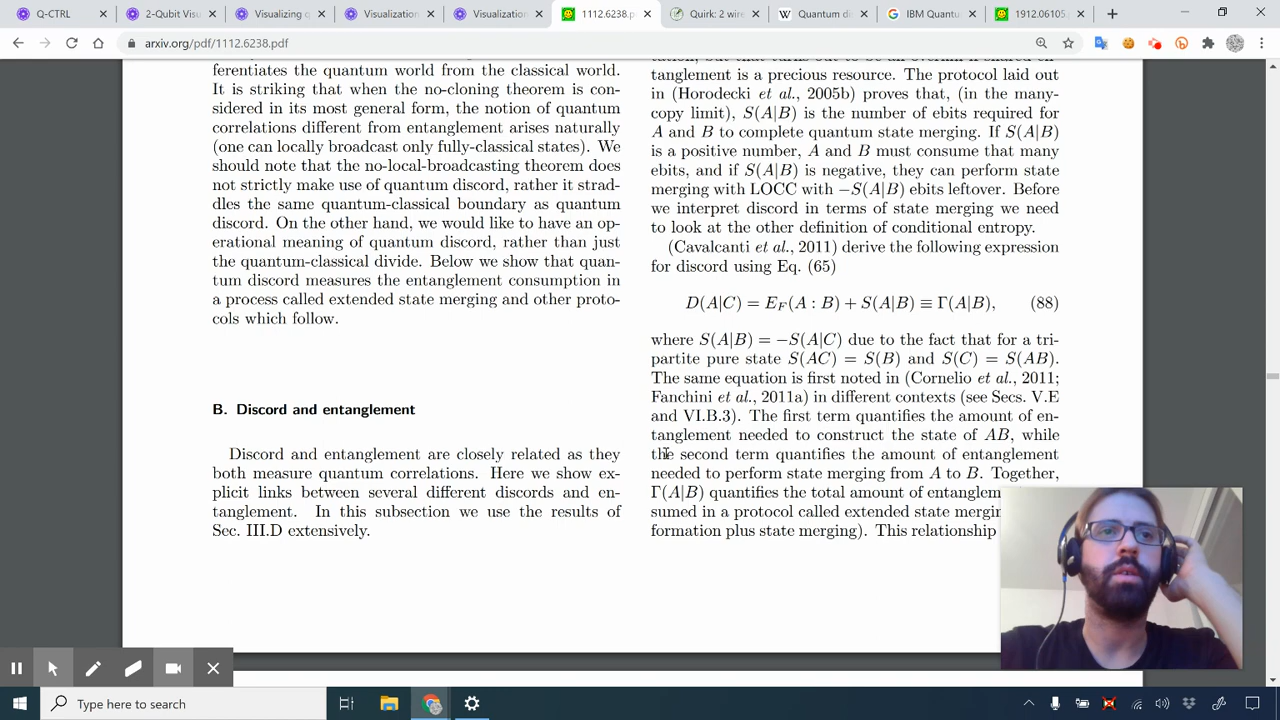 Q-CTRL
2-Qubit Visu
Visualizing q
Visualization
Visualization
1112.6238.p
Quirk: 2 wire
Quantum di
IBM Quantu
1912.06105.p
arxiv.org/pdf/1112.6238.pdf
ferentiates the quantum world from the classical world.
It is striking that when the no-cloning theorem is con-
sidered in its most general form, the notion of quantum
correlations different from entanglement arises naturally
(one can locally broadcast only fully-classical states). We
should note that the no-local-broadcasting theorem does
not strictly make use of quantum discord, rather it strad-
dles the same quantum-classical boundary as quantum
discord. On the other hand, we would like to have an op-
erational meaning of quantum discord, rather than just
the quantum-classical divide. Below we show that quan-
tum discord measures the entanglement consumption in
a process called extended state merging and other proto-
cols which follow.
B. Discord and entanglement
Discord and entanglement are closely related as they
both measure quantum correlations. Here we show ex-
plicit links between several different discords and en-
tanglement. In this subsection we use the results of
Sec. III.D extensively.
tanglement is a precious resource. The protocol laid out
in (Horodecki et al., 2005b) proves that, (in the many-
copy limit), S(A|B) is the number of ebits required for
A and B to complete quantum state merging. If S(A|B)
is a positive number, A and B must consume that many
ebits, and if S(A|B) is negative, they can perform state
merging with LOCC with −S(A|B) ebits leftover. Before
we interpret discord in terms of state merging we need
to look at the other definition of conditional entropy.
(Cavalcanti et al., 2011) derive the following expression
for discord using Eq. (65)
D(A|C) = E_F(A : B) + S(A|B) ≡ Γ(A|B), (88)
where S(A|B) = −S(A|C) due to the fact that for a tri-
partite pure state S(AC) = S(B) and S(C) = S(AB).
The same equation is first noted in (Cornelio et al., 2011;
Fanchini et al., 2011a) in different contexts (see Secs. V.E
and VI.B.3). The first term quantifies the amount of en-
tanglement needed to construct the state of AB, while
the second term quantifies the amount of entanglement
needed to perform state merging from A to B. Together,
Γ(A|B) quantifies the total amount of entanglem
sumed in a protocol called extended state mergin
formation plus state merging). This relationship
Type here to search